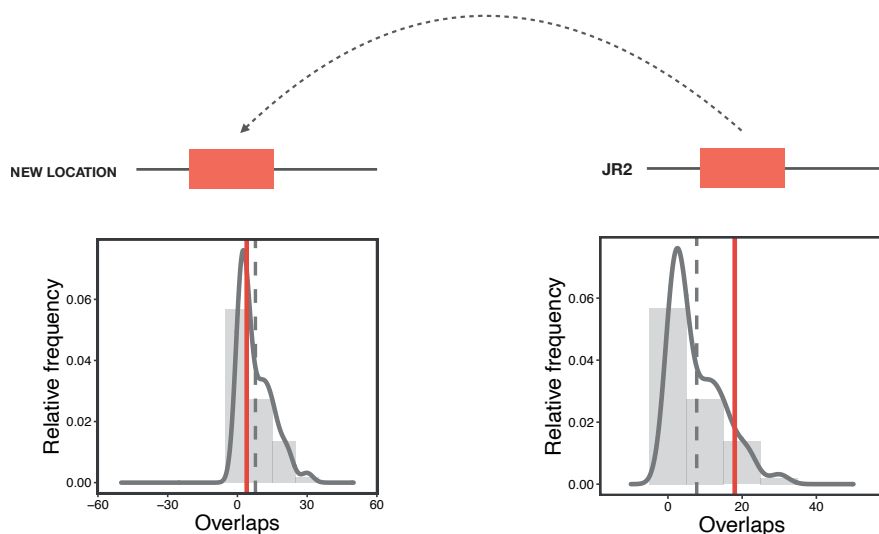 NEW LOCATION
JR2
Relative frequency
0.06
0.04
0.02
0.00
−60
−30
0
30
60
Overlaps
Relative frequency
0.06
0.04
0.02
0.00
0
20
40
Overlaps